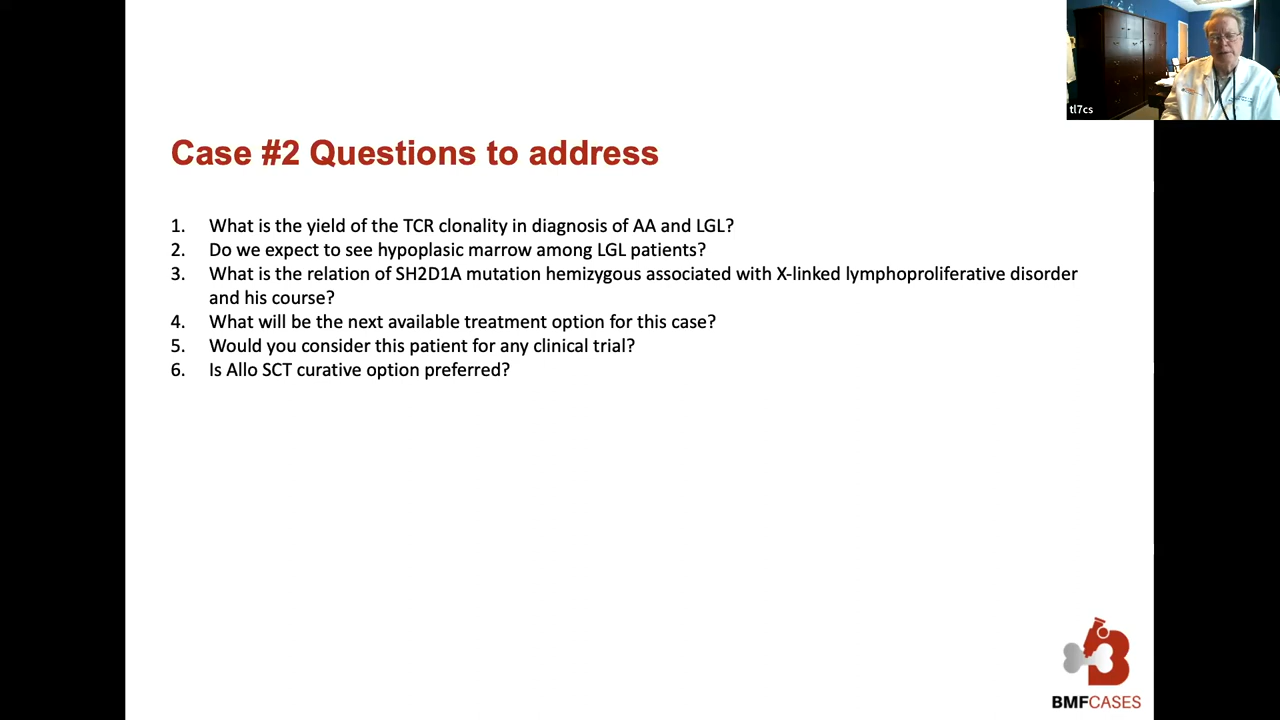 tl7cs
Case #2 Questions to address
1. What is the yield of the TCR clonality in diagnosis of AA and LGL?
2. Do we expect to see hypoplasic marrow among LGL patients?
3. What is the relation of SH2D1A mutation hemizygous associated with X-linked lymphoproliferative disorder
and his course?
4. What will be the next available treatment option for this case?
5. Would you consider this patient for any clinical trial?
6. Is Allo SCT curative option preferred?
BMFCASES